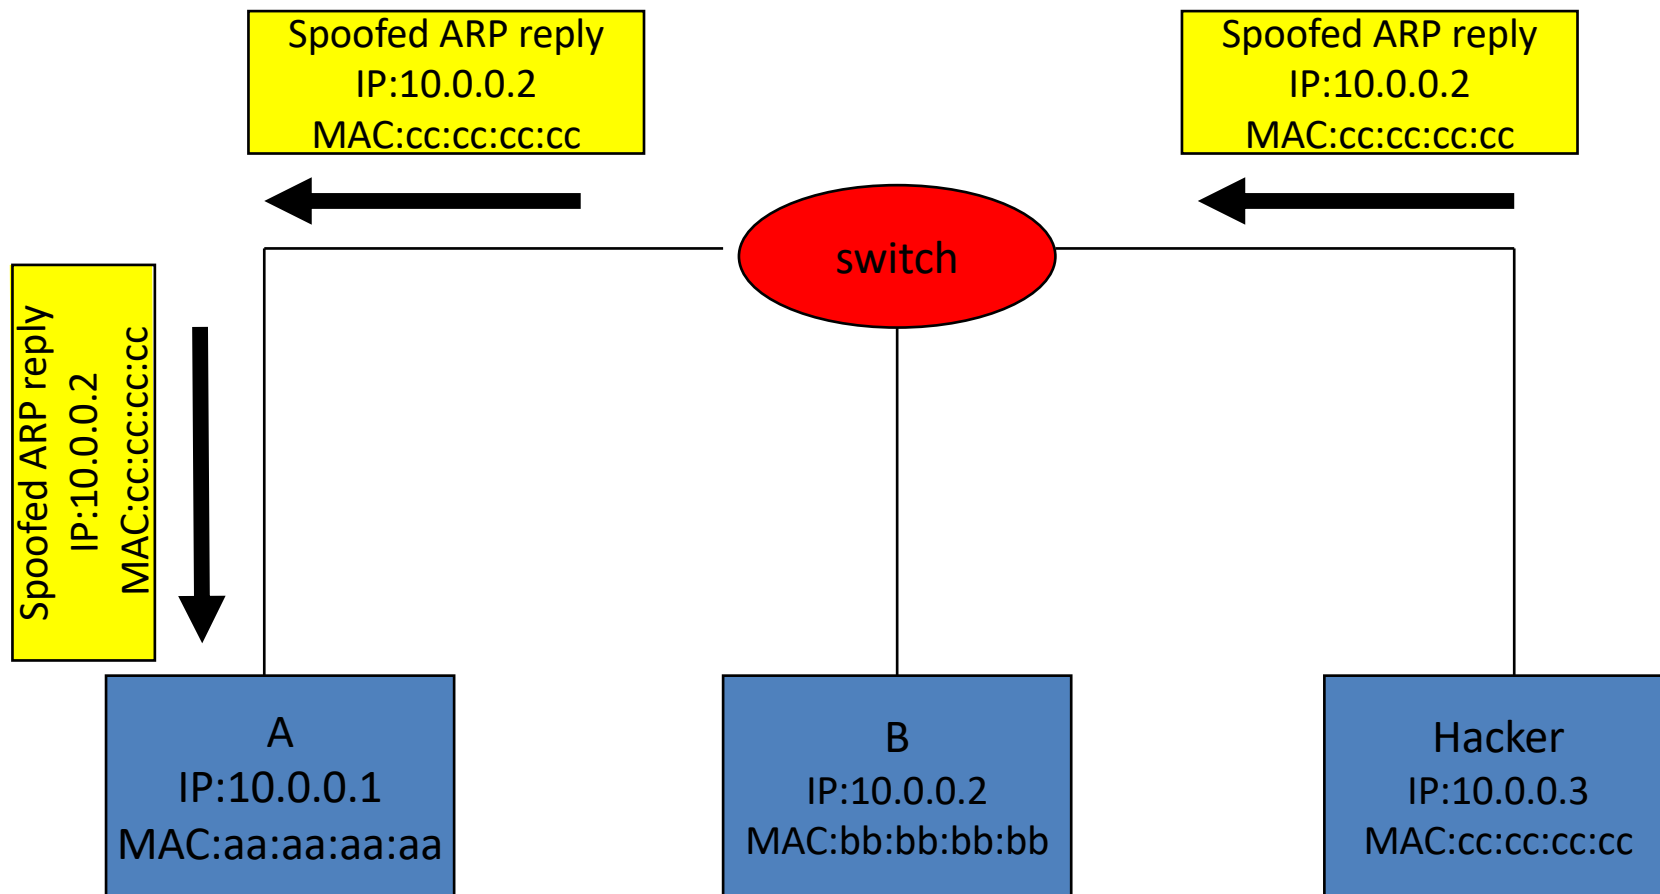 Spoofed ARP reply
IP:10.0.0.2
MAC:cc:cc:cc:cc
Spoofed ARP reply
IP:10.0.0.2
MAC:cc:cc:cc:cc
switch
Spoofed ARP reply
IP:10.0.0.2
MAC:cc:cc:cc:cc:cc
A
IP:10.0.0.1
MAC:aa:aa:aa:aa
B
IP:10.0.0.2
MAC:bb:bb:bb:bb
Hacker
IP:10.0.0.3
MAC:cc:cc:cc:cc